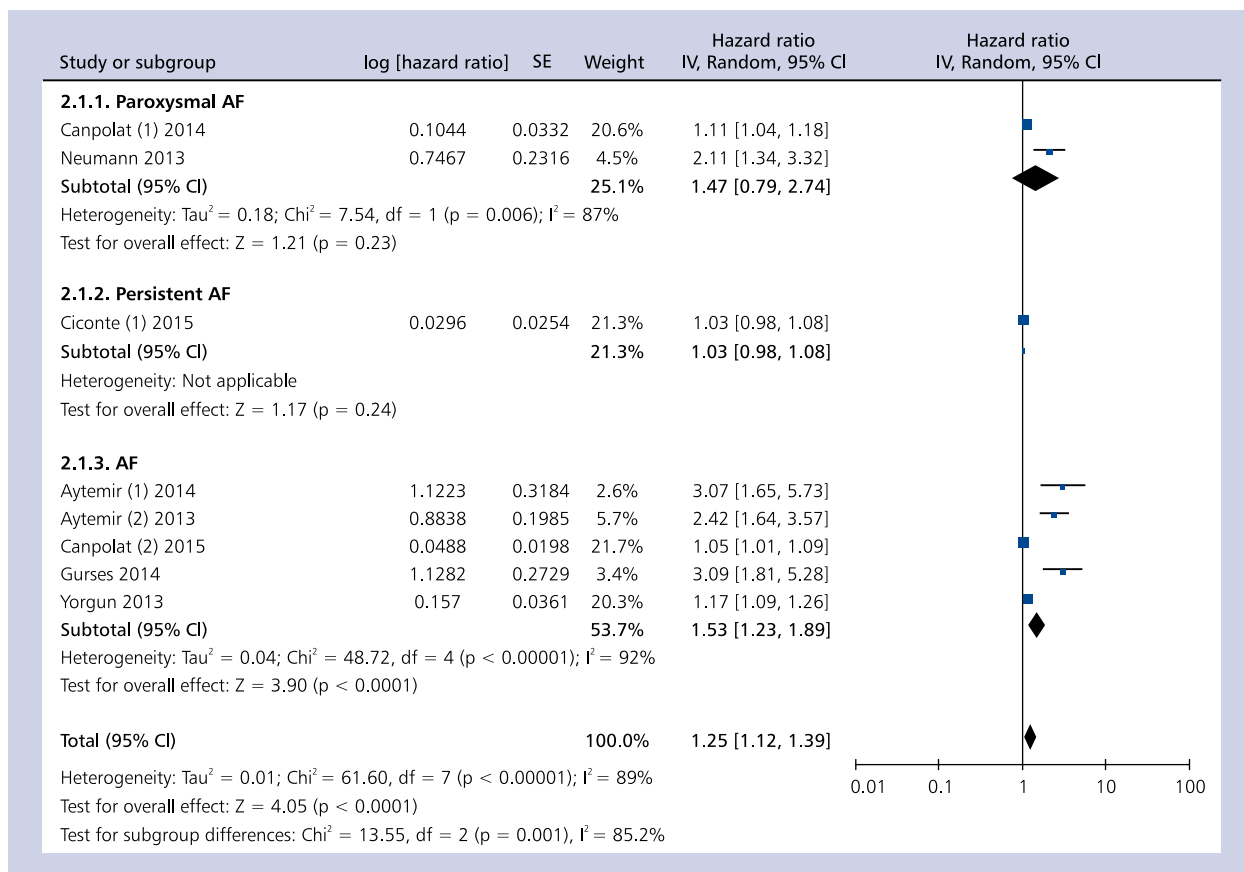 Hazard ratio Hazard ratio
Study or subgroup log [hazard ratio] SE Weight IV, Random, 95% CI IV, Random, 95% CI
2.1.1. Paroxysmal AF
Canpolat (1) 2014 0.1044 0.0332 20.6% 1.11 [1.04, 1.18]
Neumann 2013 0.7467 0.2316 4.5% 2.11 [1.34, 3.32]
Subtotal (95% CI) 25.1% 1.47 [0.79, 2.74]
Heterogeneity: Tau² = 0.18; Chi² = 7.54, df = 1 (p = 0.006); I² = 87%
Test for overall effect: Z = 1.21 (p = 0.23)
2.1.2. Persistent AF
Ciconte (1) 2015 0.0296 0.0254 21.3% 1.03 [0.98, 1.08]
Subtotal (95% CI) 21.3% 1.03 [0.98, 1.08]
Heterogeneity: Not applicable
Test for overall effect: Z = 1.17 (p = 0.24)
2.1.3. AF
Aytemir (1) 2014 1.1223 0.3184 2.6% 3.07 [1.65, 5.73]
Aytemir (2) 2013 0.8838 0.1985 5.7% 2.42 [1.64, 3.57]
Canpolat (2) 2015 0.0488 0.0198 21.7% 1.05 [1.01, 1.09]
Gurses 2014 1.1282 0.2729 3.4% 3.09 [1.81, 5.28]
Yorgun 2013 0.157 0.0361 20.3% 1.17 [1.09, 1.26]
Subtotal (95% CI) 53.7% 1.53 [1.23, 1.89]
Heterogeneity: Tau² = 0.04; Chi² = 48.72, df = 4 (p < 0.00001); I² = 92%
Test for overall effect: Z = 3.90 (p < 0.0001)
Total (95% CI) 100.0% 1.25 [1.12, 1.39]
Heterogeneity: Tau² = 0.01; Chi² = 61.60, df = 7 (p < 0.00001); I² = 89%
Test for overall effect: Z = 4.05 (p < 0.0001)
Test for subgroup differences: Chi² = 13.55, df = 2 (p = 0.001), I² = 85.2%
0.01 0.1 1 10 100